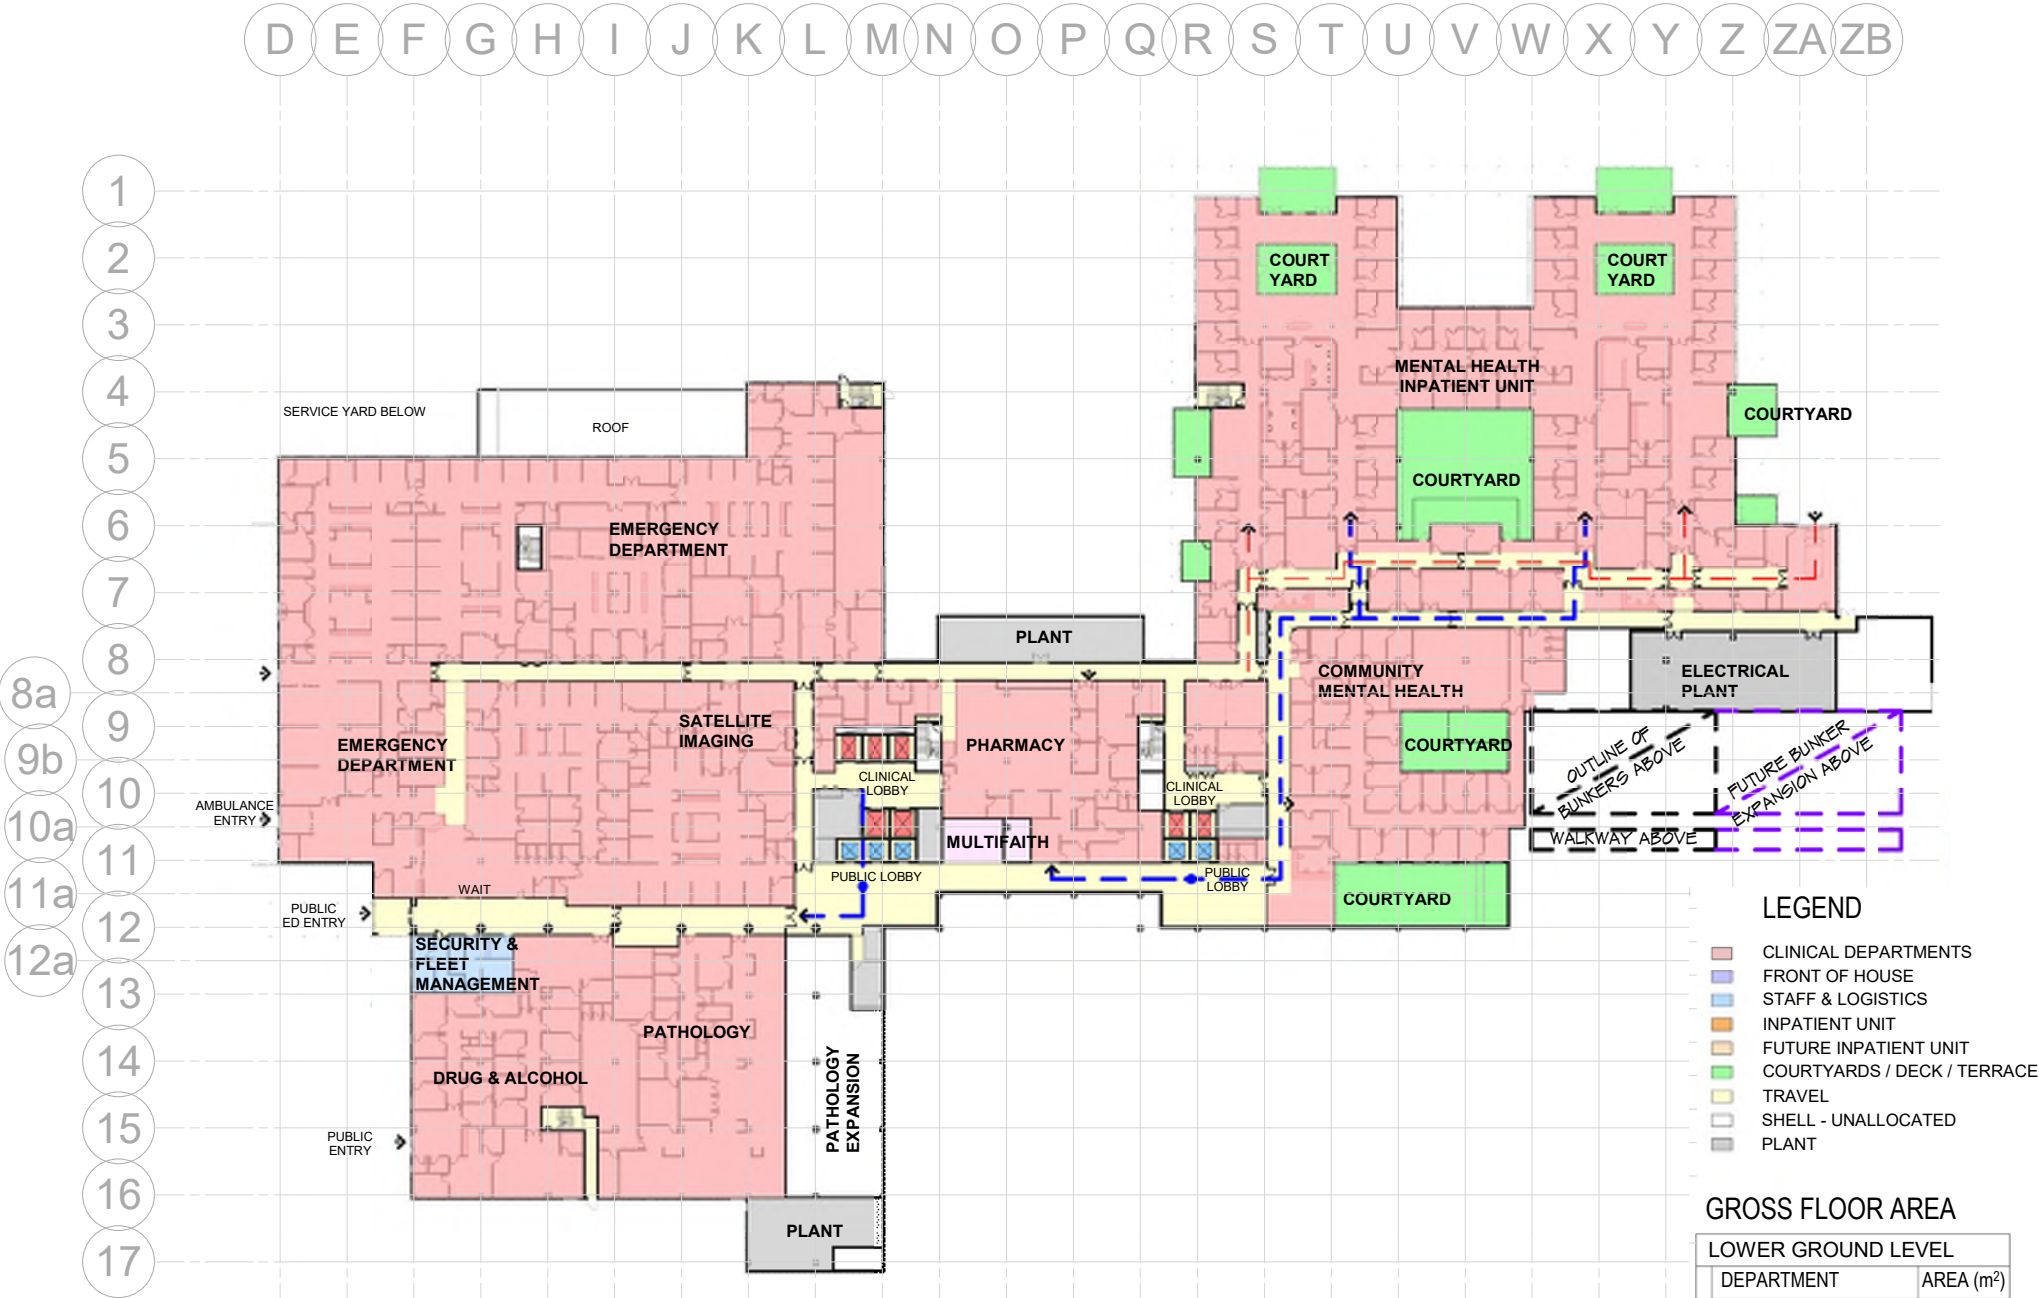 D E F G H I J K L M N O P Q R S T U V W X Y Z ZA ZB
1
2
3
4
5
6
7
8
8a
9
9b
10
10a
11
11a
12
12a
13
14
15
16
17
COURT
YARD
COURT
YARD
MENTAL HEALTH
INPATIENT UNIT
COURTYARD
SERVICE YARD BELOW
ROOF
COURTYARD
EMERGENCY
DEPARTMENT
PLANT
COMMUNITY
MENTAL HEALTH
ELECTRICAL
PLANT
SATELLITE
IMAGING
EMERGENCY
DEPARTMENT
PHARMACY
COURTYARD
OUTLINE OF
BUNKERS ABOVE
FUTURE BUNKER
EXPANSION ABOVE
CLINICAL
LOBBY
CLINICAL
LOBBY
AMBULANCE
ENTRY
MULTIFAITH
WALKWAY ABOVE
PUBLIC LOBBY
PUBLIC
LOBBY
WAIT
COURTYARD
PUBLIC
ED ENTRY
SECURITY &
FLEET
MANAGEMENT
PATHOLOGY
DRUG & ALCOHOL
PATHOLOGY
EXPANSION
PUBLIC
ENTRY
PLANT
LEGEND
CLINICAL DEPARTMENTS
FRONT OF HOUSE
STAFF & LOGISTICS
INPATIENT UNIT
FUTURE INPATIENT UNIT
COURTYARDS / DECK / TERRACE
TRAVEL
SHELL - UNALLOCATED
PLANT
GROSS FLOOR AREA
LOWER GROUND LEVEL
DEPARTMENT AREA (m²)